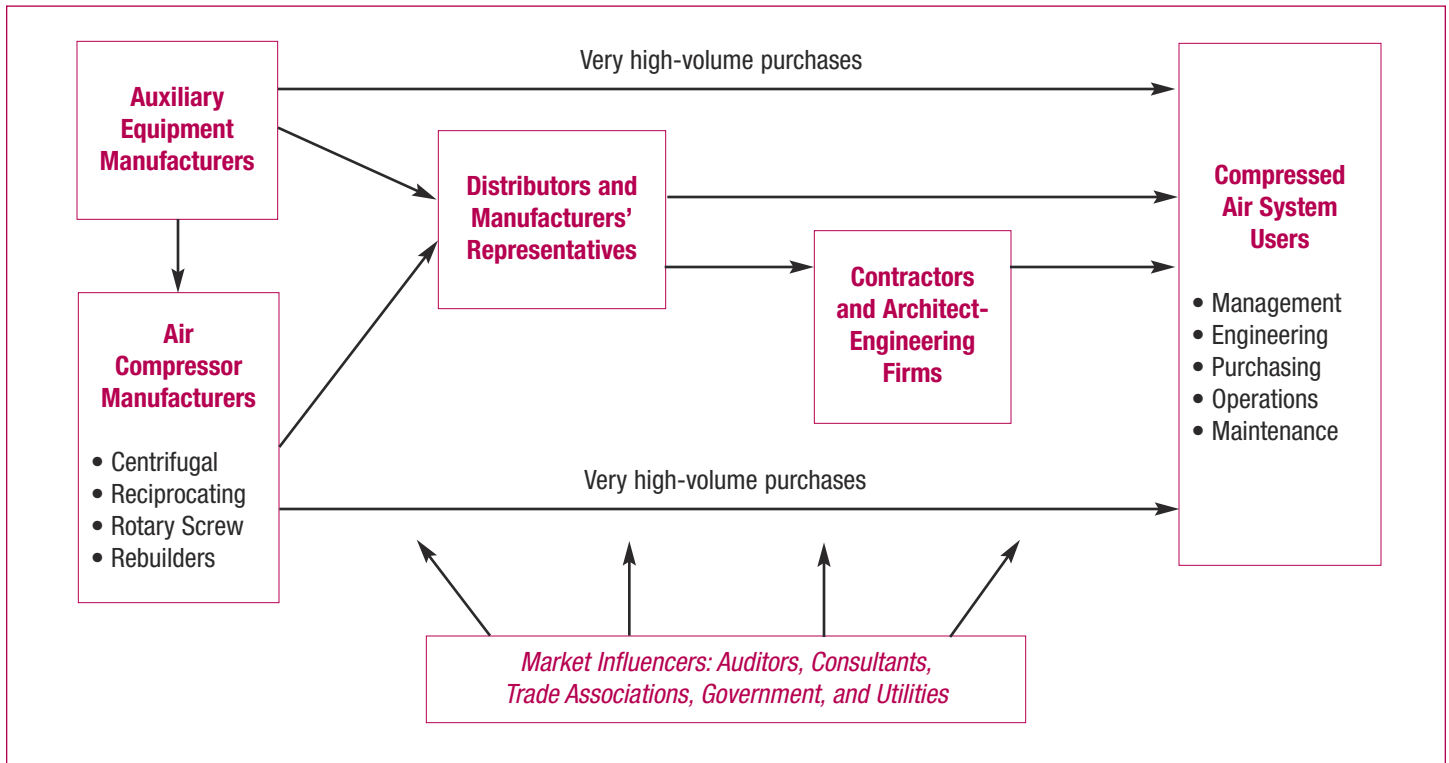 Very high-volume purchases
Auxiliary
Equipment
Manufacturers
Distributors and
Manufacturers’
Representatives
Contractors
and Architect-
Engineering
Firms
Compressed
Air System
Users
• Management
• Engineering
• Purchasing
• Operations
• Maintenance
Air
Compressor
Manufacturers
• Centrifugal
• Reciprocating
• Rotary Screw
• Rebuilders
Very high-volume purchases
Market Influencers: Auditors, Consultants,
Trade Associations, Government, and Utilities